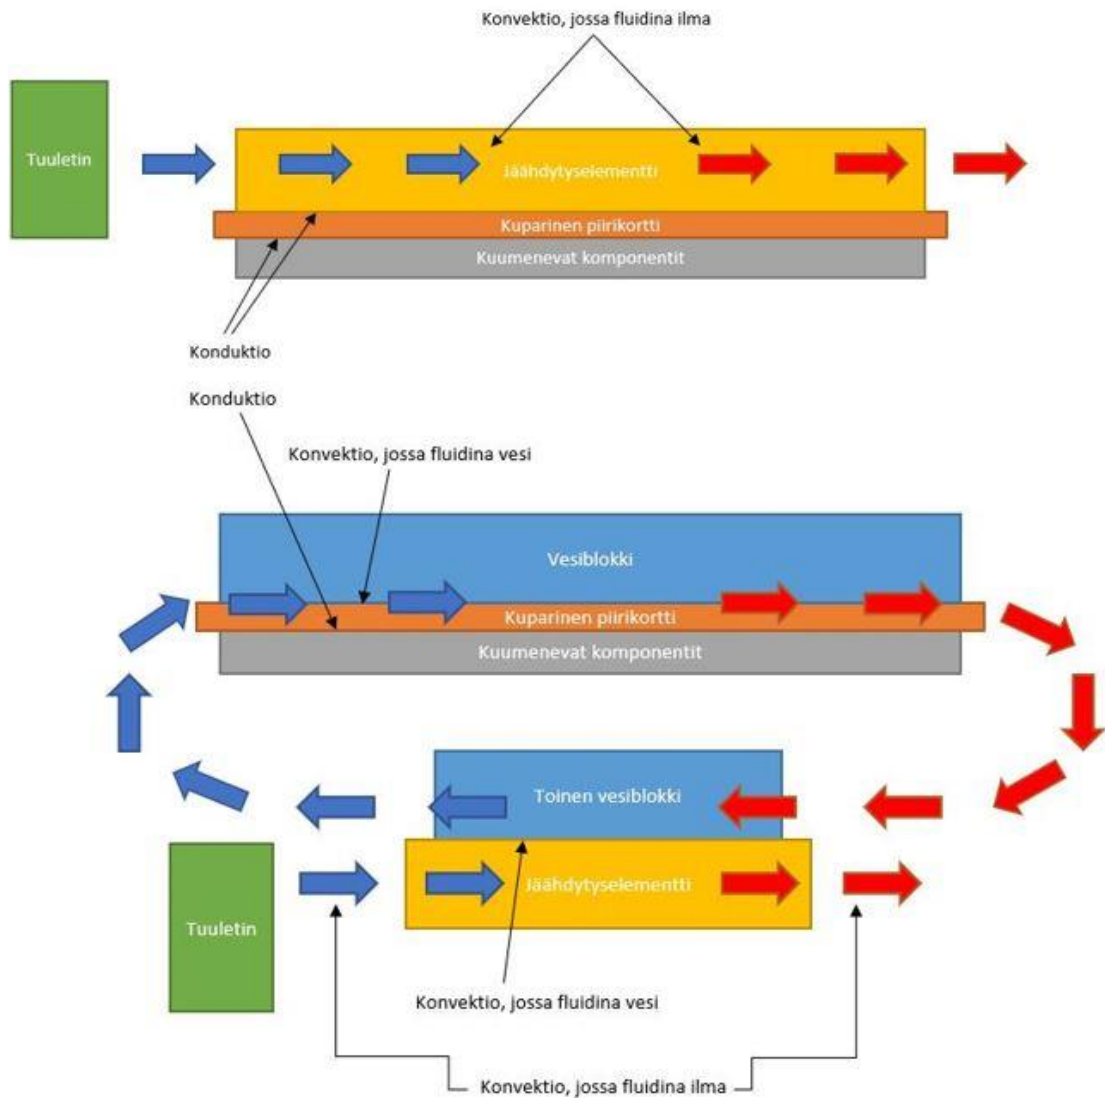 Konvektio, jossa fluidina ilma
Tuuletin
Jäähdytyselementti
Kuparinen piirikortti
Kuumenevat komponentit
Konduktio
Konduktio
Konvektio, jossa fluidina vesi
Vesiblokki
Kuparinen piirikortti
Kuumenevat komponentit
Toinen vesiblokki
Jäähdytyselementti
Tuuletin
Konvektio, jossa fluidina vesi
Konvektio, jossa fluidina ilma